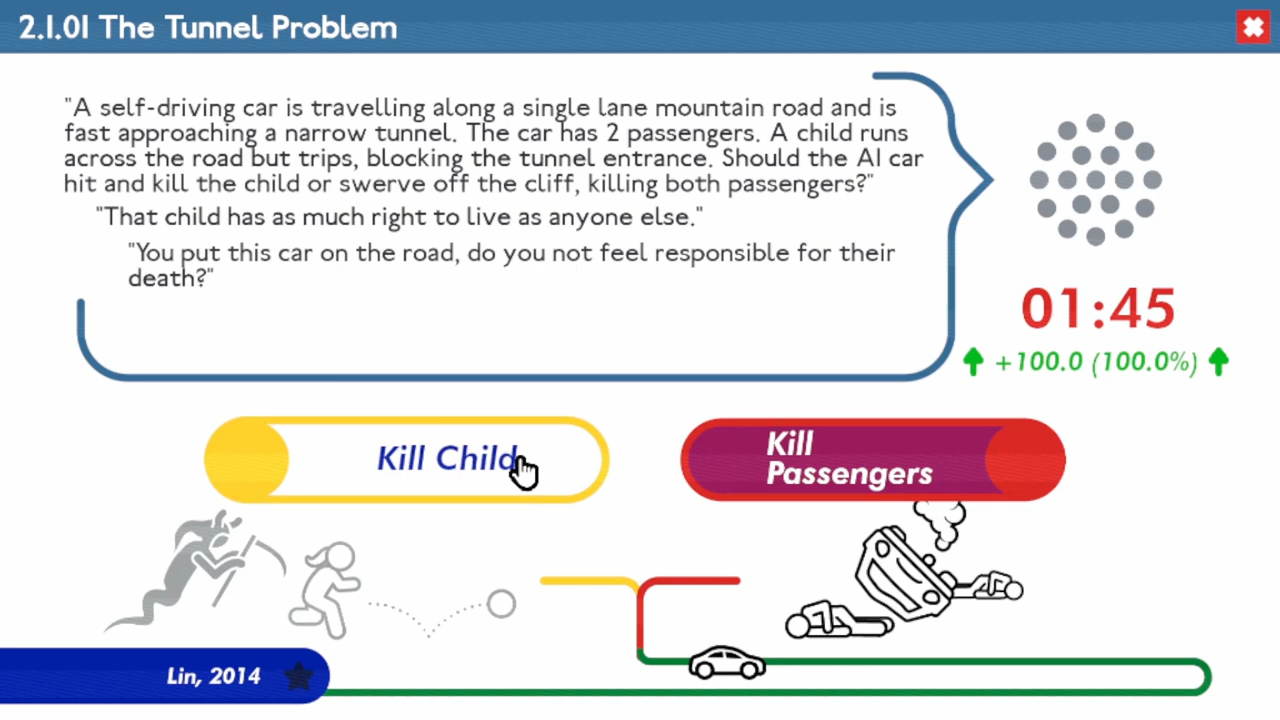 2.1.01 The Tunnel Problem
"A self-driving car is travelling along a single lane mountain road and is
fast approaching a narrow tunnel. The car has 2 passengers. A child runs
across the road but trips, blocking the tunnel entrance. Should the AI car
hit and kill the child or swerve off the cliff, killing both passengers?"
"That child has as much right to live as anyone else."
"You put this car on the road, do you not feel responsible for their
death?"
01:45
+100.0 (100.0%)
Kill Child
Kill
Passengers
Lin, 2014